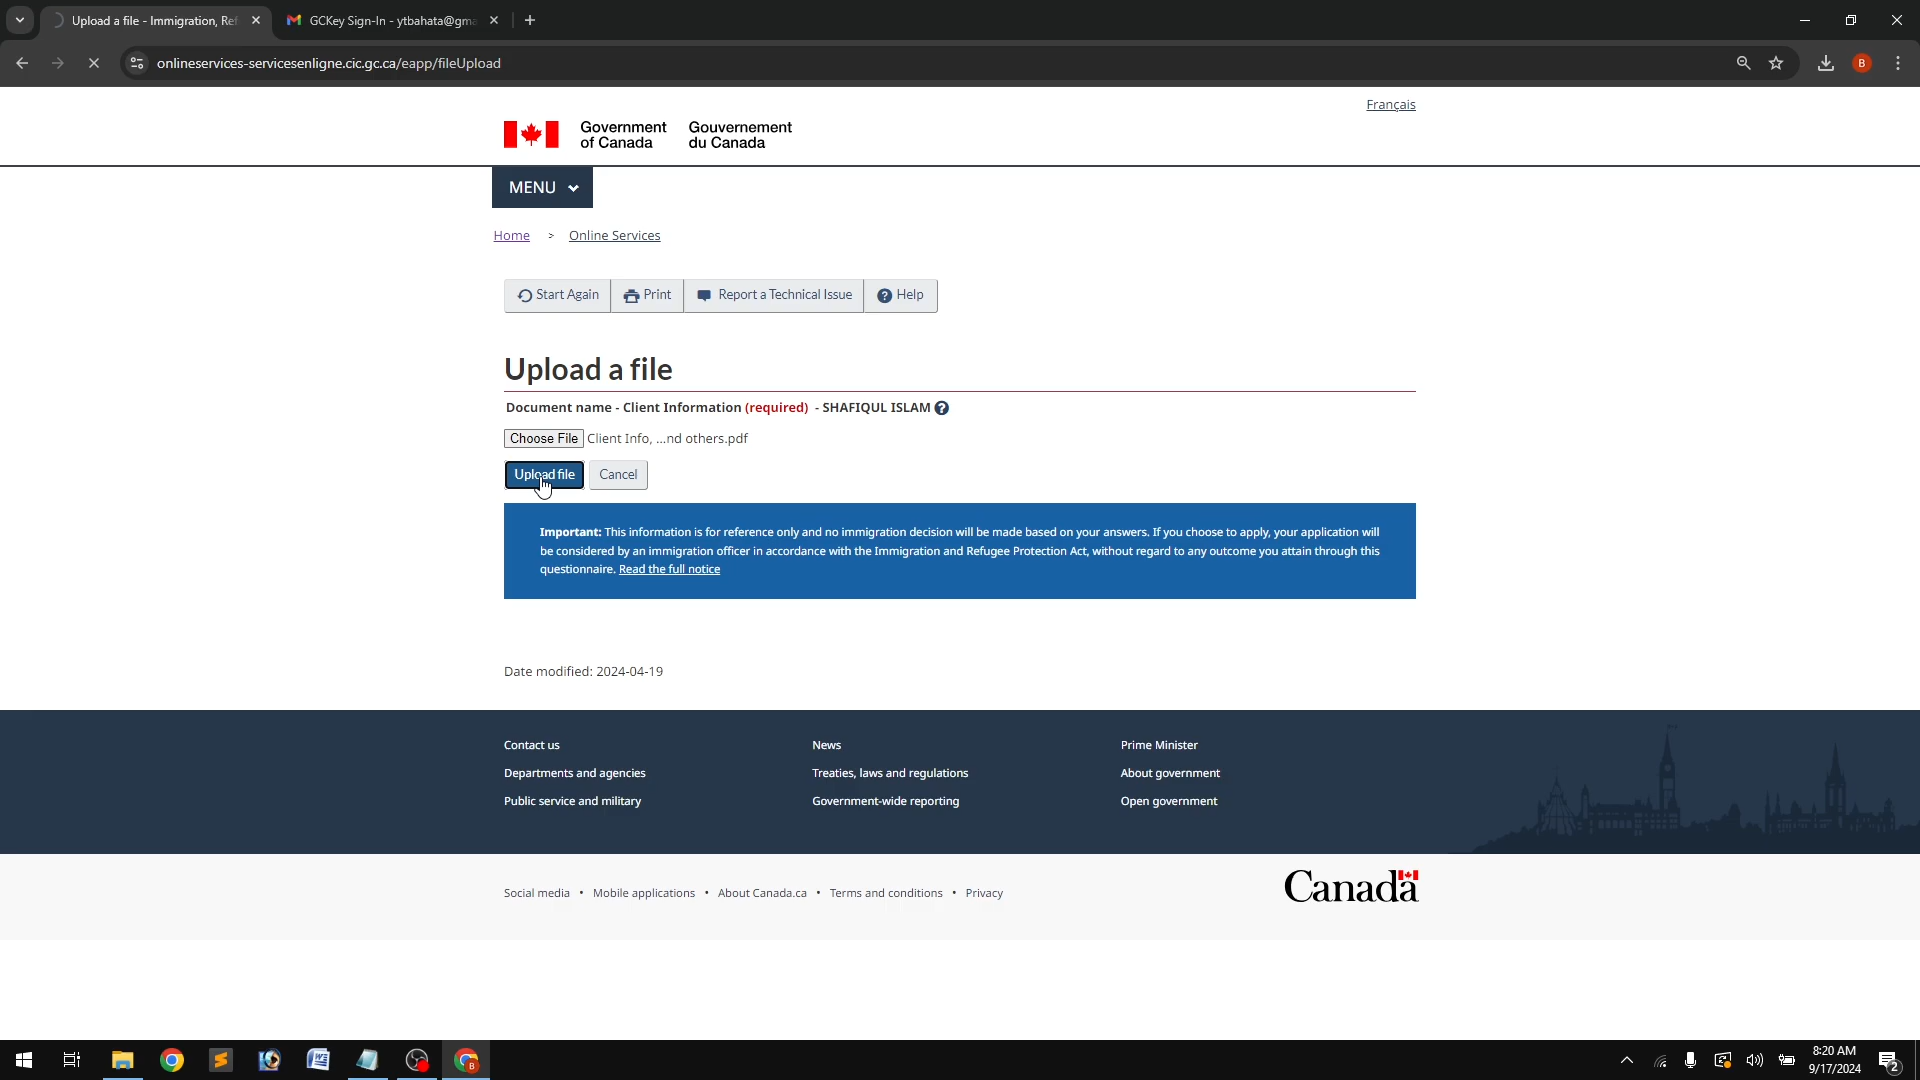 Upload a file - Immigration, Ref
GCKey Sign-In - ytbahata@gma
onlineservices-servicesenligne.cic.gc.ca/eapp/fileUpload
B
Français
Government of Canada
Gouvernement du Canada
MENU
Home > Online Services
Start Again
Print
Report a Technical Issue
? Help
Upload a file
Document name - Client Information (required) - SHAFIQUL ISLAM ?
Choose File Client Info, ...nd others.pdf
Upload file
Cancel
Important: This information is for reference only and no immigration decision will be made based on your answers. If you choose to apply, your application will
be considered by an immigration officer in accordance with the Immigration and Refugee Protection Act, without regard to any outcome you attain through this
questionnaire. Read the full notice
Date modified: 2024-04-19
Contact us
News
Prime Minister
Departments and agencies
Treaties, laws and regulations
About government
Public service and military
Government-wide reporting
Open government
Social media • Mobile applications • About Canada.ca • Terms and conditions • Privacy
Canada
8:20 AM
9/17/2024
2